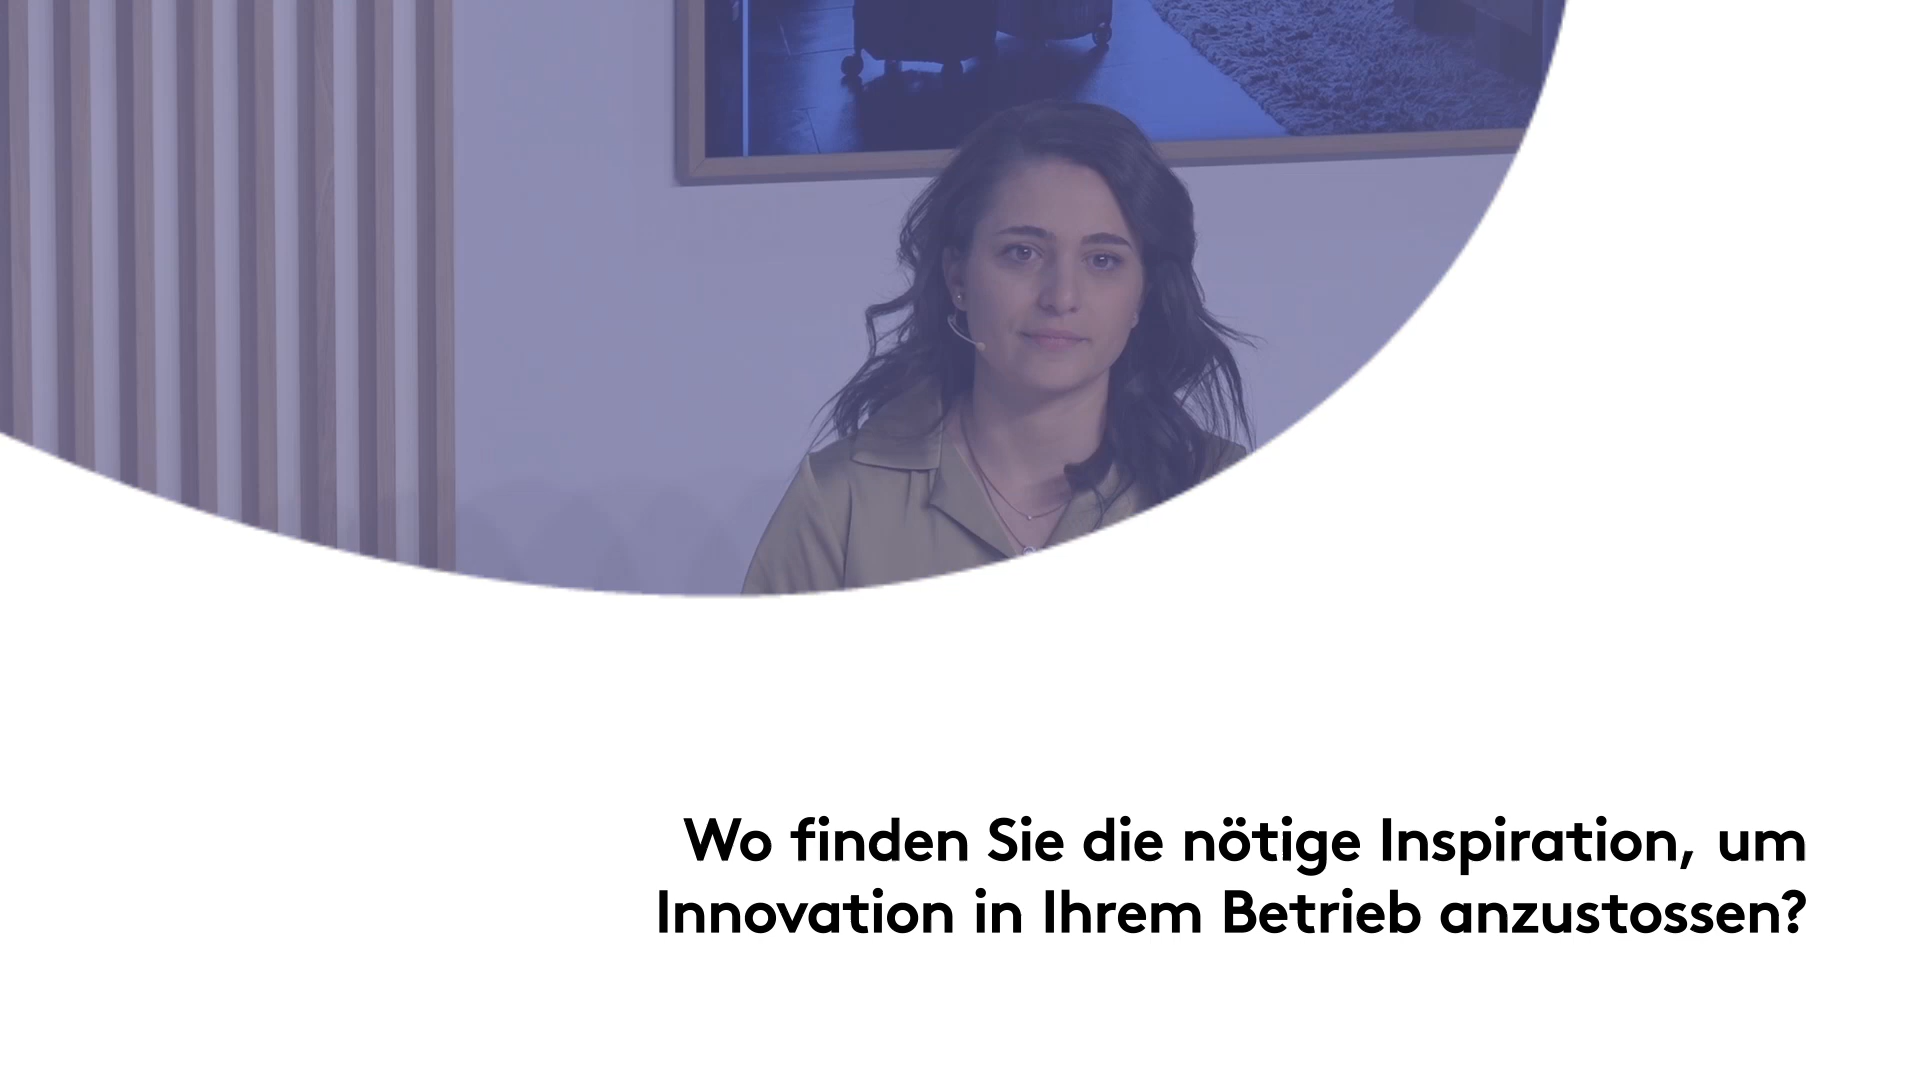 Wo finden Sie die nötige Inspiration, um
Innovation in Ihrem Betrieb anzustossen?